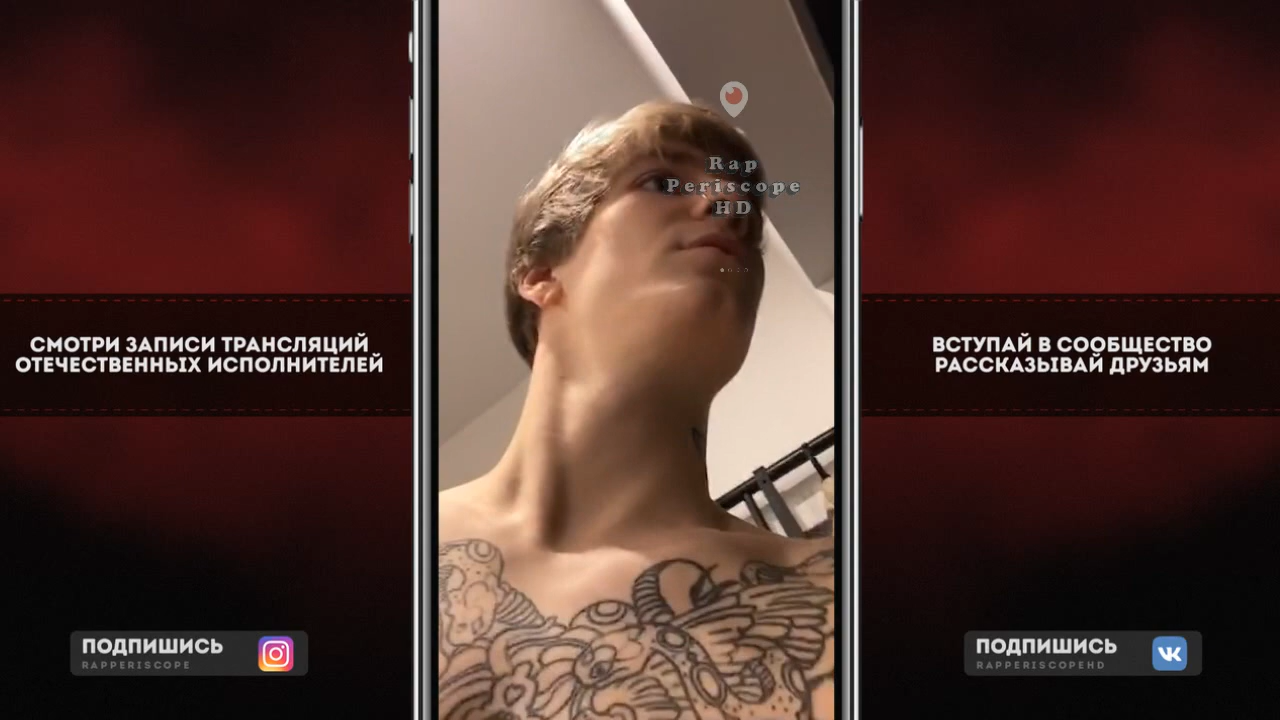 Rap
Periscope
HD
СМОТРИ ЗАПИСИ ТРАНСЛЯЦИЙ
ОТЕЧЕСТВЕННЫХ ИСПОЛНИТЕЛЕЙ
ВСТУПАЙ В СООБЩЕСТВО
РАССКАЗЫВАЙ ДРУЗЬЯМ
ПОДПИШИСЬ
RAPPERISCOPE
ПОДПИШИСЬ
RAPPERISCOPEHD